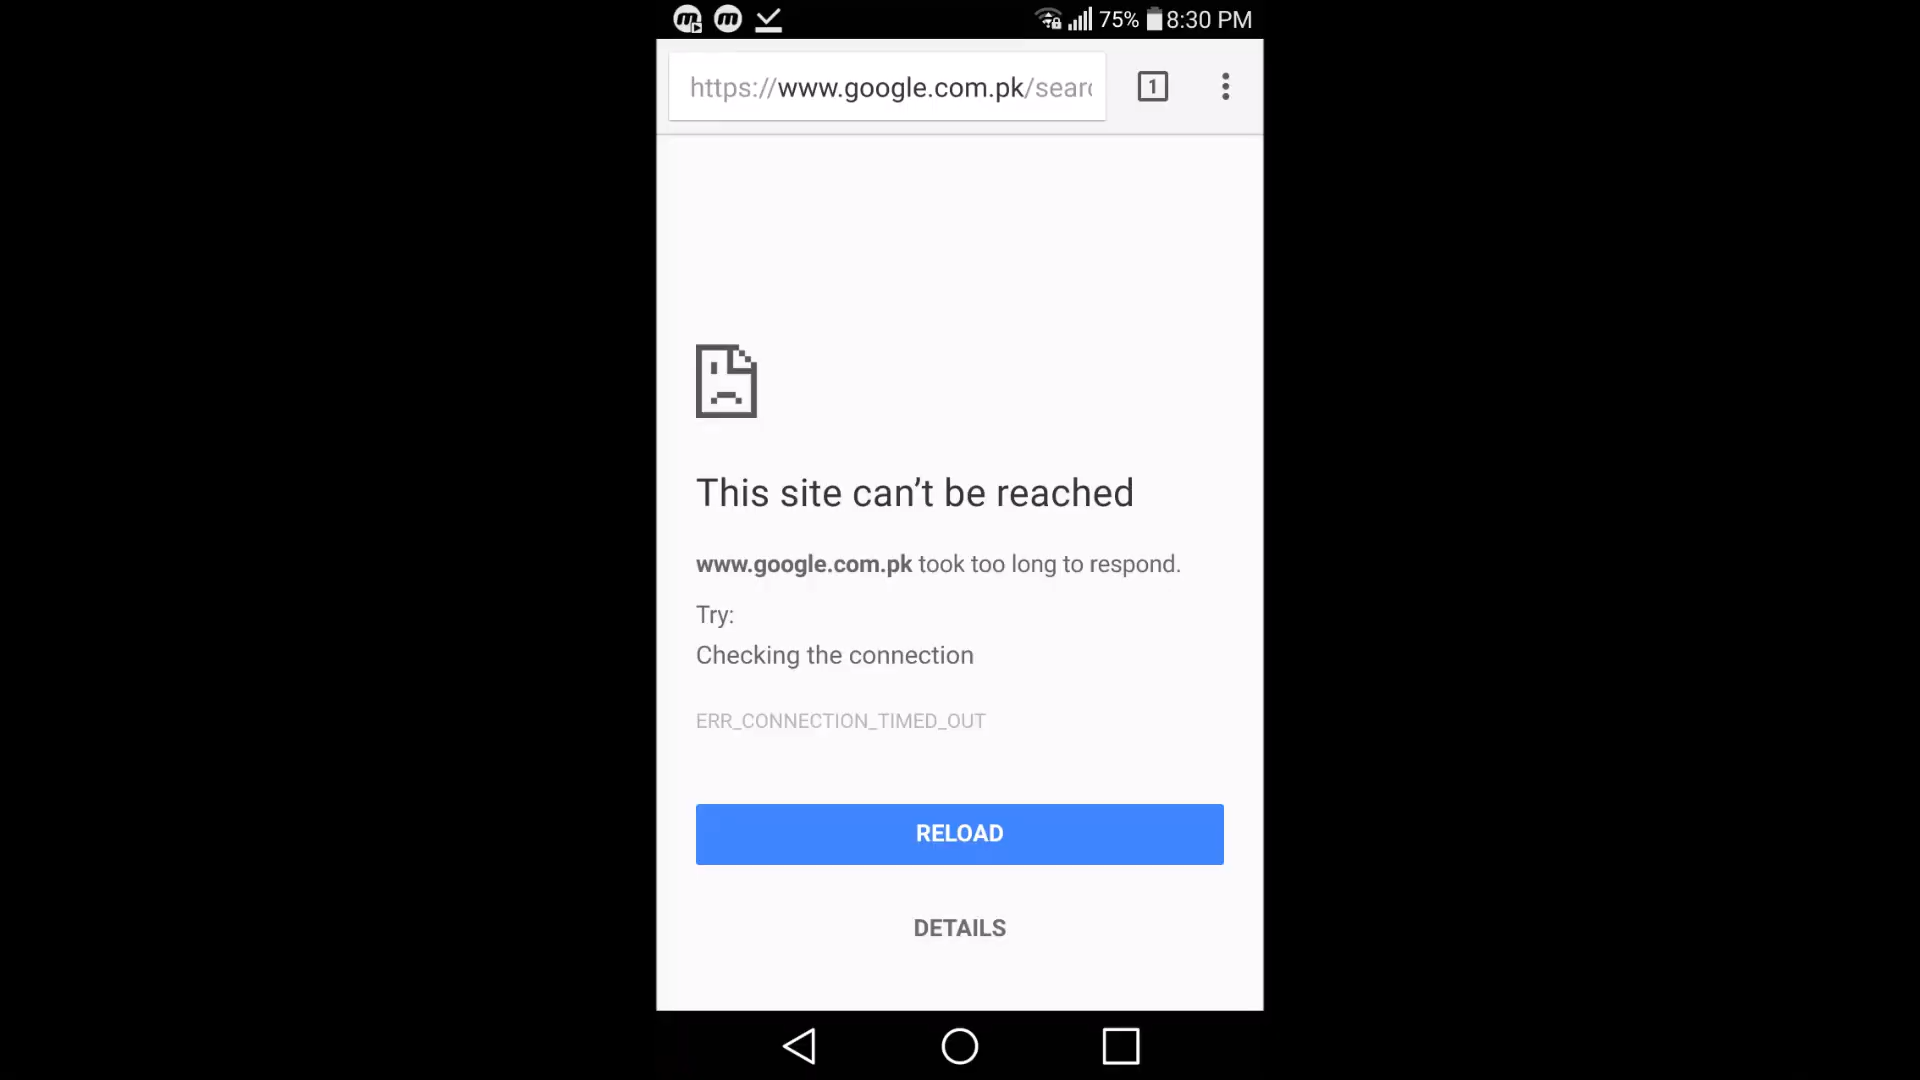 75% 8:30 PM
https://www.google.com.pk/searc
1
This site can’t be reached
www.google.com.pk took too long to respond.
Try:
Checking the connection
ERR_CONNECTION_TIMED_OUT
RELOAD
DETAILS